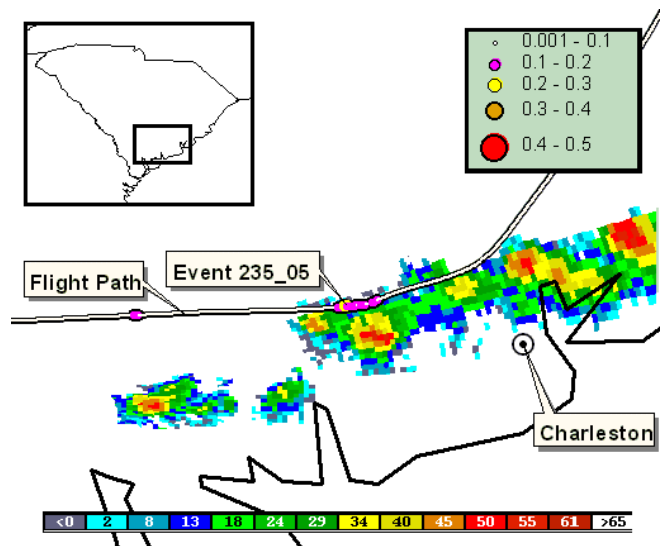 0.001 - 0.1
0.1 - 0.2
0.2 - 0.3
0.3 - 0.4
0.4 - 0.5
Event 235_05
Flight Path
Charleston
<0 2 8 13 18 24 29 34 40 45 50 55 61 >65